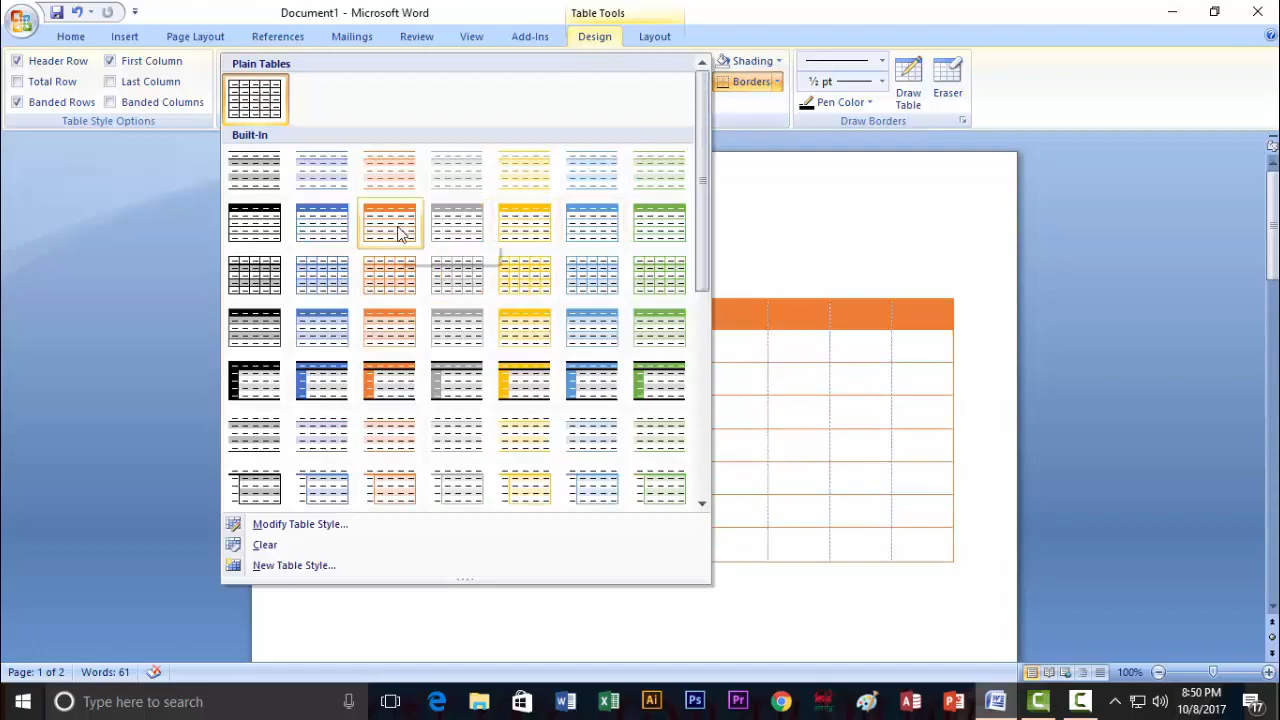 Document1 - Microsoft Word
Table Tools
Home
Insert
Page Layout
References
Mailings
Review
View
Add-Ins
Design
Layout
Header Row
First Column
Total Row
Last Column
Banded Rows
Banded Columns
Table Style Options
Plain Tables
Built-In
Modify Table Style...
Clear
New Table Style...
Shading
Borders
½ pt
Pen Color
Draw Table
Eraser
Draw Borders
Page: 1 of 2
Words: 61
100%
Type here to search
8:50 PM
10/8/2017
17